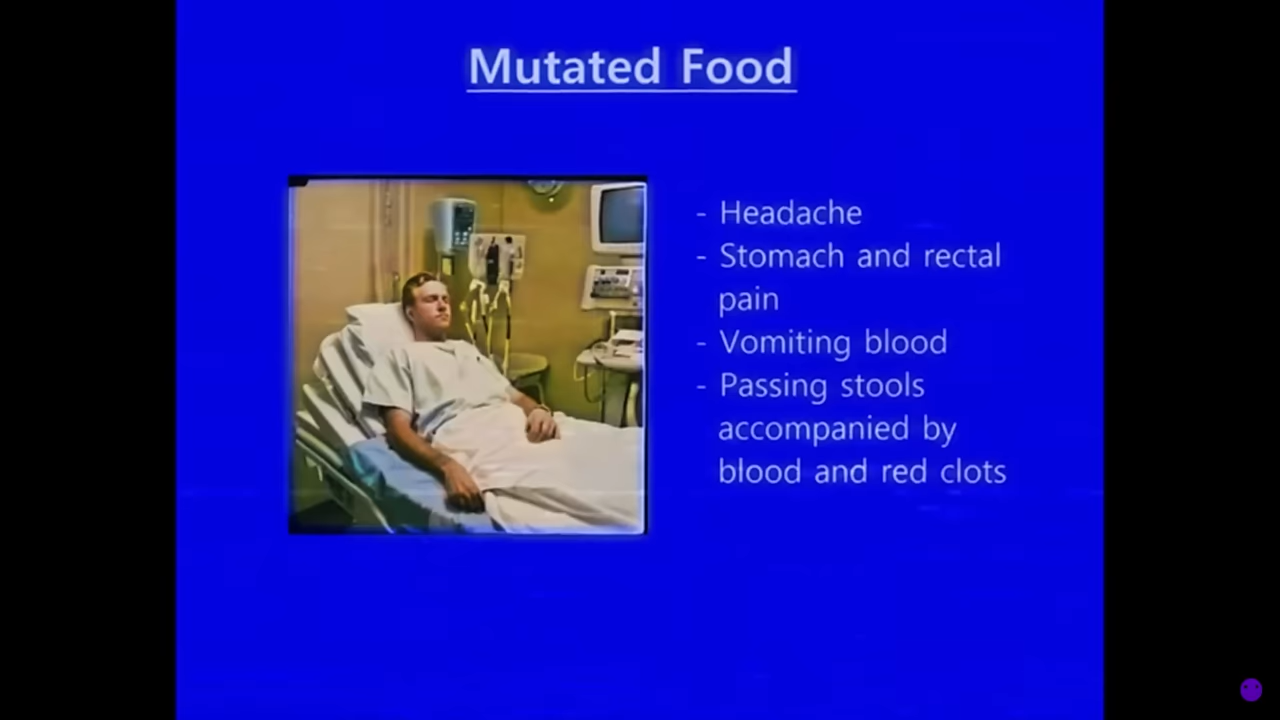 Mutated Food
- Headache
- Stomach and rectal
pain
- Vomiting blood
- Passing stools
accompanied by
blood and red clots